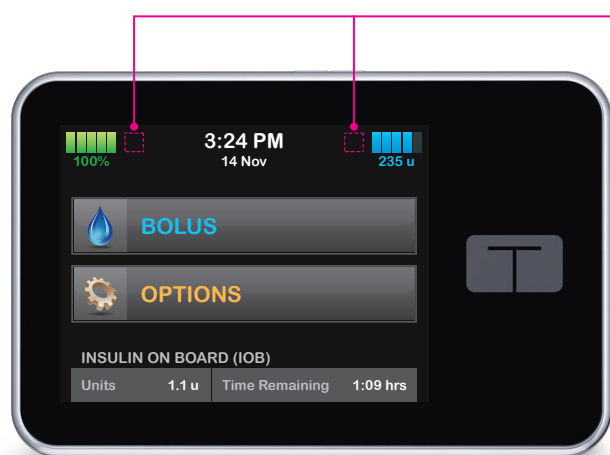 3:24 PM
100%
14 Nov
235 u
BOLUS
OPTIONS
INSULIN ON BOARD (IOB)
Units 1.1 u Time Remaining 1:09 hrs